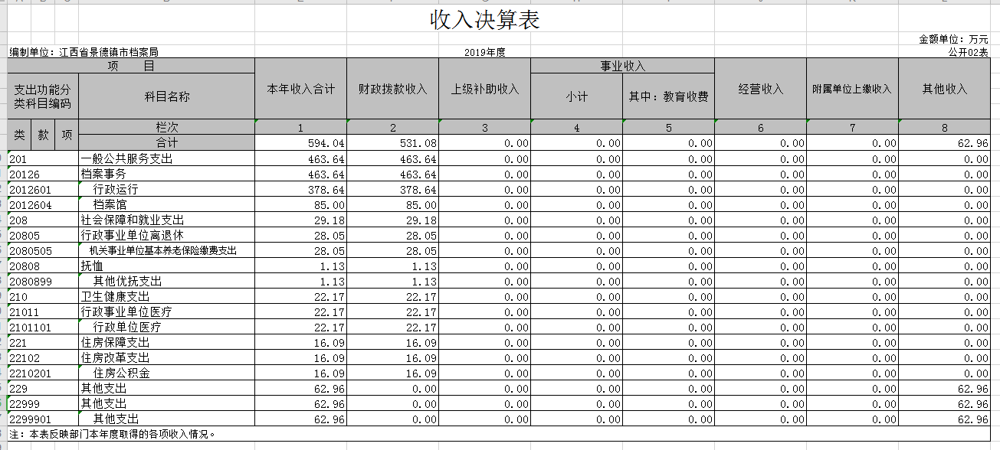 收入决算表
金额单位：万元
编制单位：江西省景德镇市档案局 2019年度 公开02表
项 目 本年收入合计 财政拨款收入 上级补助收入 事业收入 经营收入 附属单位上缴收入 其他收入
支出功能分类科目编码 科目名称 小计 其中：教育收费
类 款 项 栏次 1 2 3 4 5 6 7 8
合计 594.04 531.08 0.00 0.00 0.00 0.00 0.00 62.96
201 一般公共服务支出 463.64 463.64 0.00 0.00 0.00 0.00 0.00 0.00
20126 档案事务 463.64 463.64 0.00 0.00 0.00 0.00 0.00 0.00
2012601 行政运行 378.64 378.64 0.00 0.00 0.00 0.00 0.00 0.00
2012604 档案馆 85.00 85.00 0.00 0.00 0.00 0.00 0.00 0.00
208 社会保障和就业支出 29.18 29.18 0.00 0.00 0.00 0.00 0.00 0.00
20805 行政事业单位离退休 28.05 28.05 0.00 0.00 0.00 0.00 0.00 0.00
2080505 机关事业单位基本养老保险缴费支出 28.05 28.05 0.00 0.00 0.00 0.00 0.00 0.00
20808 抚恤 1.13 1.13 0.00 0.00 0.00 0.00 0.00 0.00
2080899 其他优抚支出 1.13 1.13 0.00 0.00 0.00 0.00 0.00 0.00
210 卫生健康支出 22.17 22.17 0.00 0.00 0.00 0.00 0.00 0.00
21011 行政事业单位医疗 22.17 22.17 0.00 0.00 0.00 0.00 0.00 0.00
2101101 行政单位医疗 22.17 22.17 0.00 0.00 0.00 0.00 0.00 0.00
221 住房保障支出 16.09 16.09 0.00 0.00 0.00 0.00 0.00 0.00
22102 住房改革支出 16.09 16.09 0.00 0.00 0.00 0.00 0.00 0.00
2210201 住房公积金 16.09 16.09 0.00 0.00 0.00 0.00 0.00 0.00
229 其他支出 62.96 0.00 0.00 0.00 0.00 0.00 0.00 62.96
22999 其他支出 62.96 0.00 0.00 0.00 0.00 0.00 0.00 62.96
2299901 其他支出 62.96 0.00 0.00 0.00 0.00 0.00 0.00 62.96
注：本表反映部门本年度取得的各项收入情况。